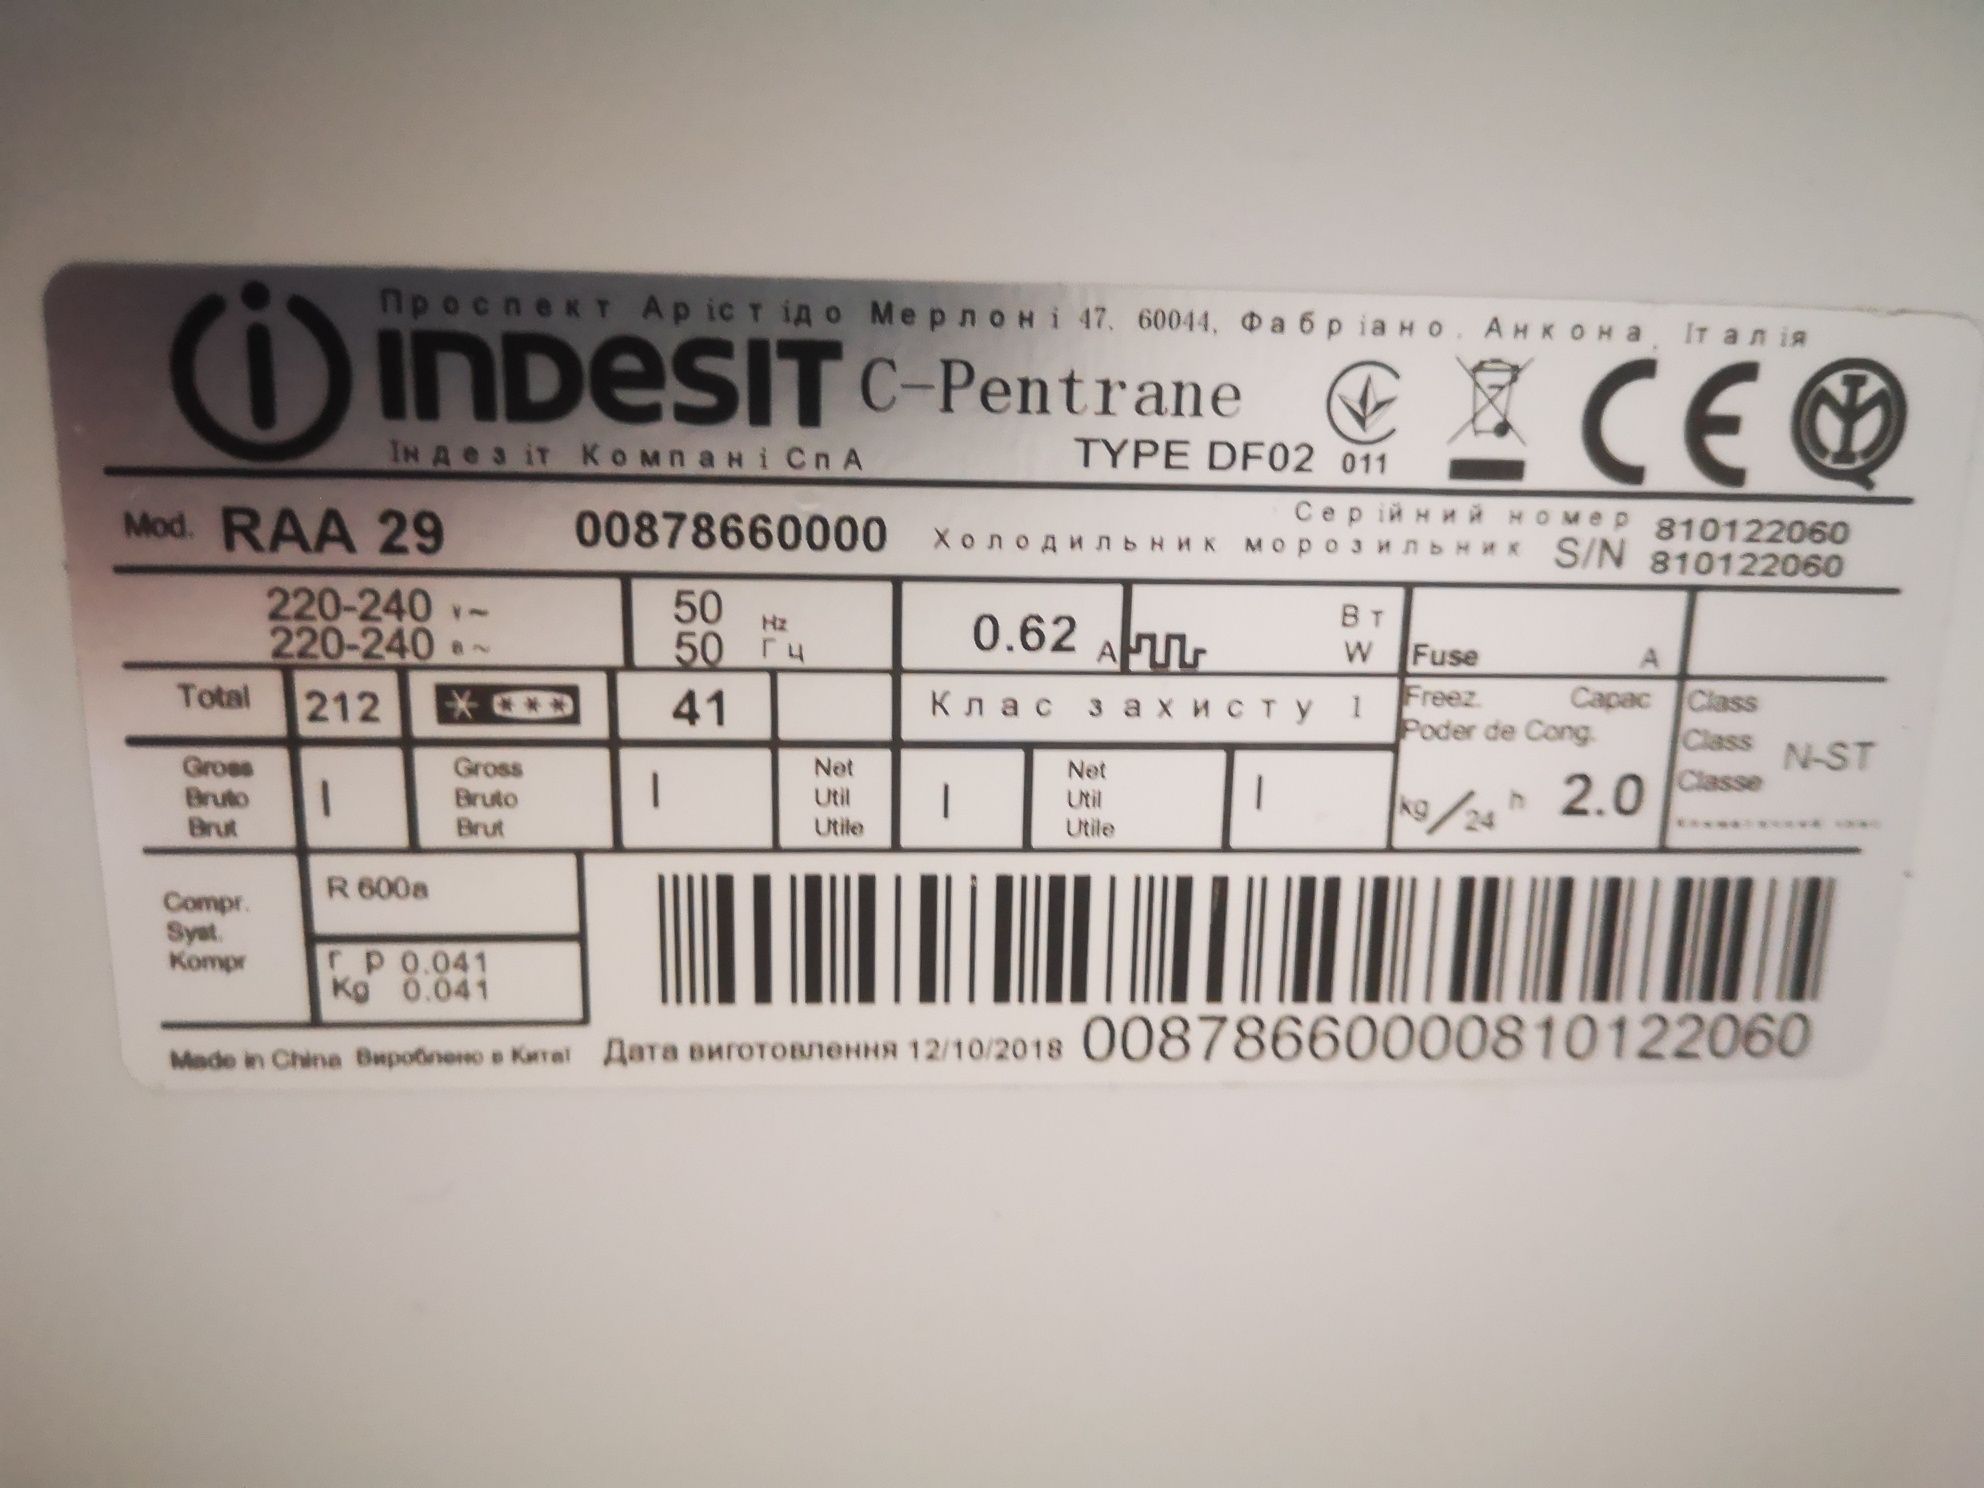 Проспект Арістідо Мерлоні 47, 60044, Фабріано, Анкона, Італія
INDESIT C-Pentrane
Індезіт Компані СпА TYPE DF02 011
Mod. RAA 29 00878660000 Холодильник морозильник
Серійний номер 810122060
S/N 810122060
220-240 v~ 50 Hz 0.62 A Вт
220-240 в~ 50 Гц W Fuse A
Total 212 41 Клас захисту 1 Freez. Capac Class
Poder de Cong. Class N-ST
Gross l Gross l Net l Net l Classe
Bruto Bruto Util Util kg/24 h 2.0
Brut Brut Utile Utile
Compr. R 600a
Syst.
Kompr г р 0.041
Kg 0.041
Made in China Вироблено в Китаї Дата виготовлення 12/10/2018 00878660000810122060